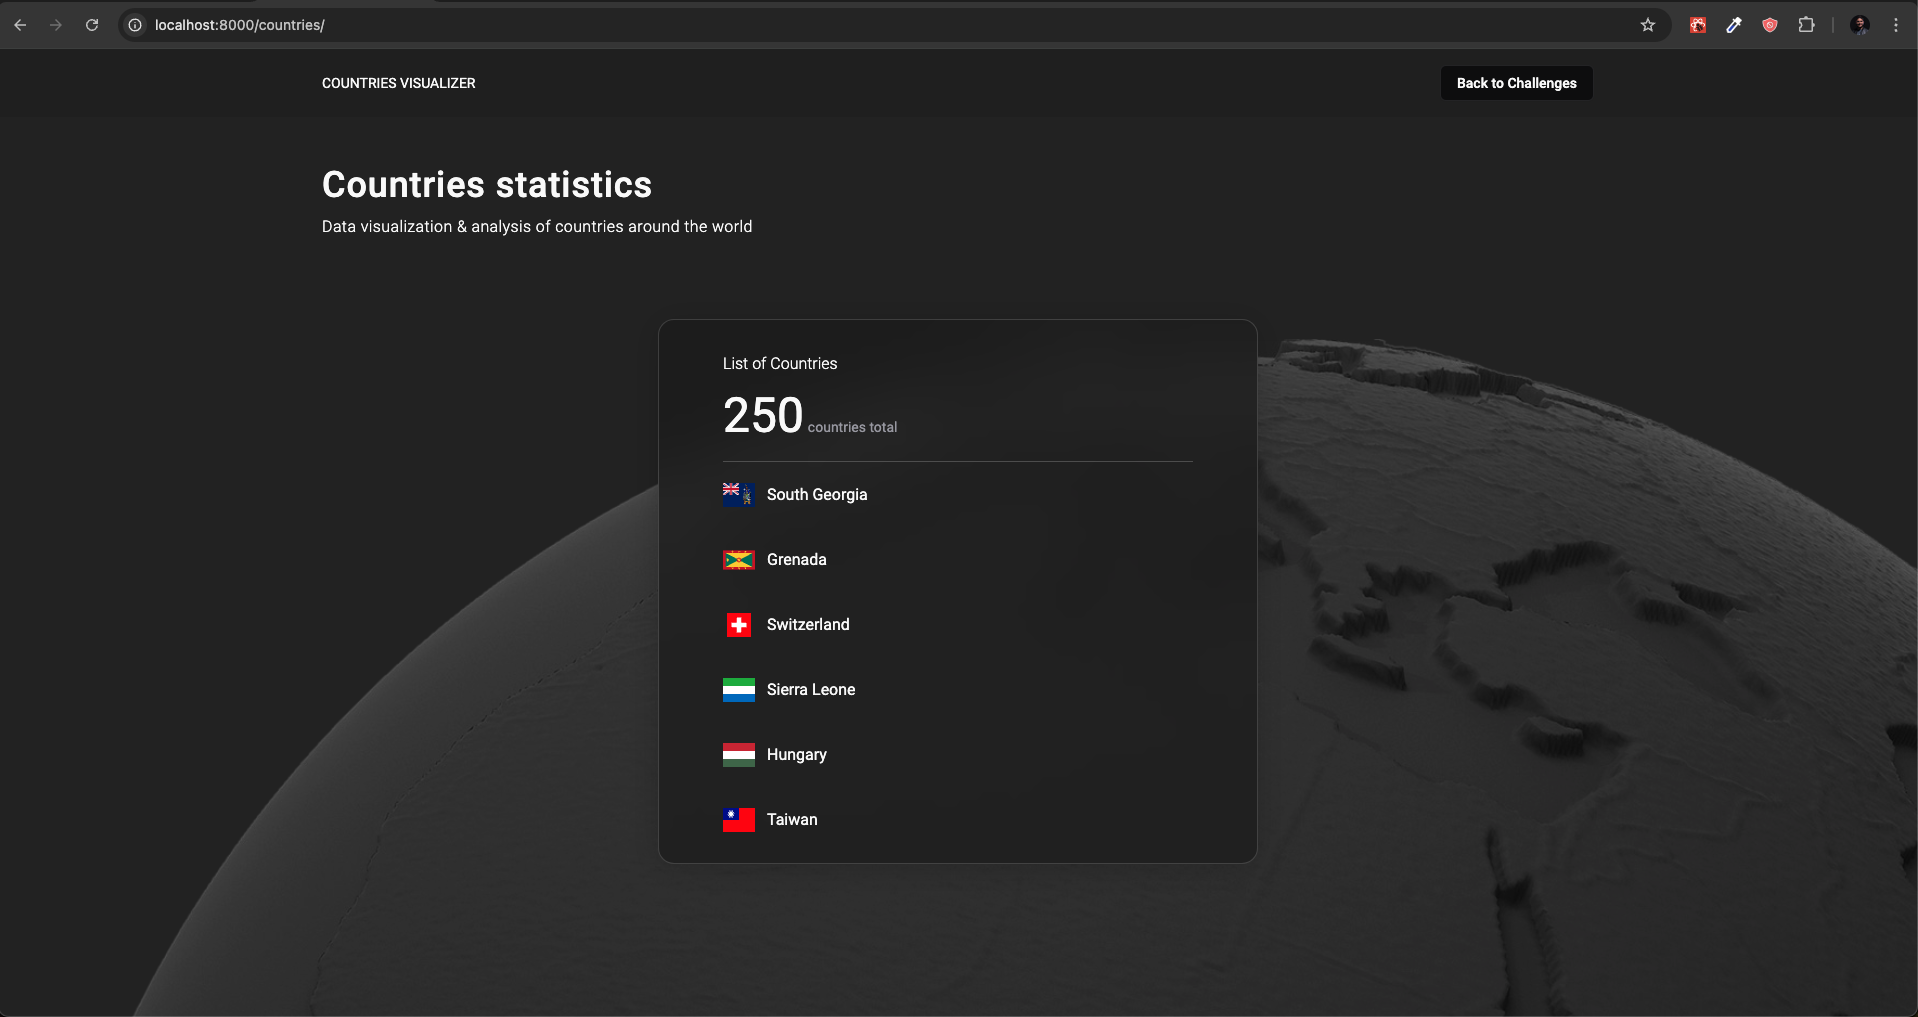 localhost:8000/countries/
COUNTRIES VISUALIZER
Back to Challenges
Countries statistics
Data visualization & analysis of countries around the world
List of Countries
250 countries total
South Georgia
Grenada
Switzerland
Sierra Leone
Hungary
Taiwan